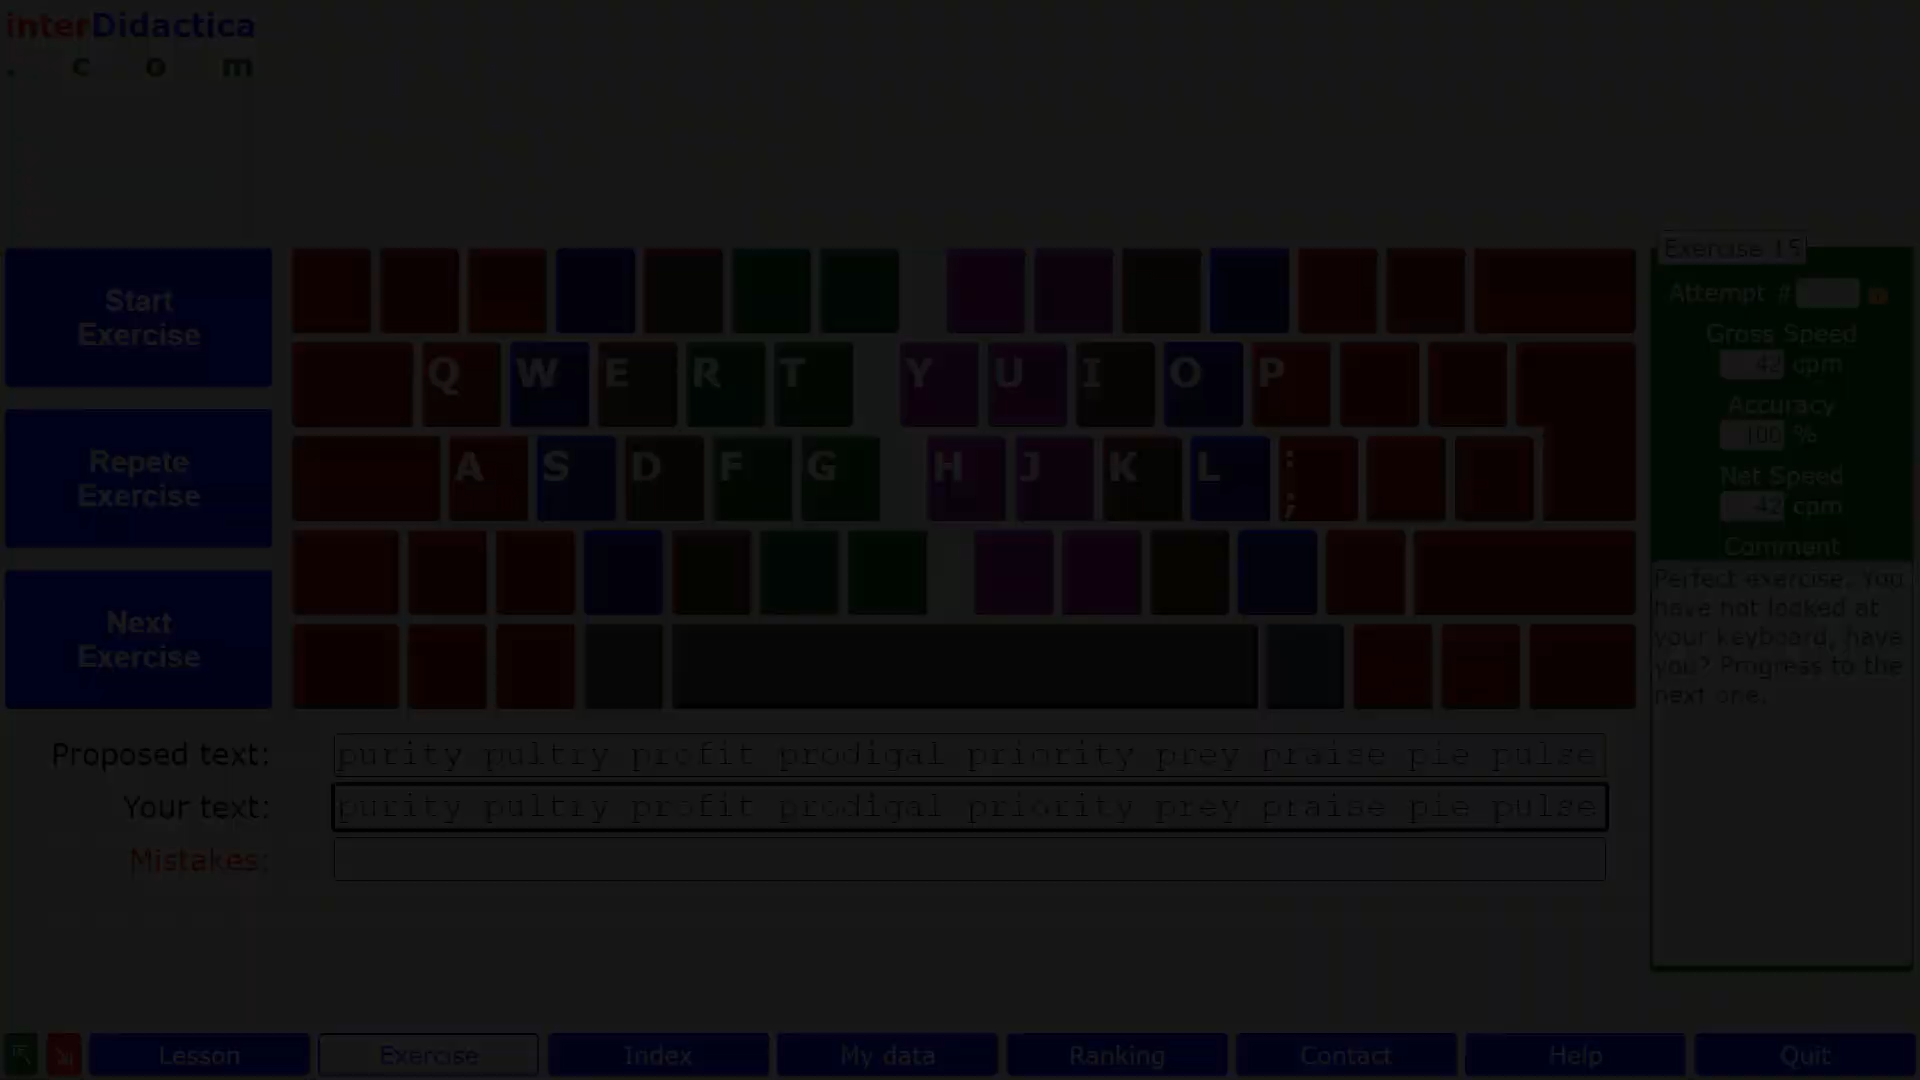 interDidactica
. c o m
Start
Exercise
Repete
Exercise
Next
Exercise
Q W E R T Y U I O P
A S D F G H J K L :
;
Exercise 15
Attempt #
Gross Speed
42 cpm
Accuracy
100 %
Net Speed
42 cpm
Comment
Perfect exercise. You
have not looked at
your keyboard, have
you? Progress to the
next one.
Proposed text: purity pultry profit prodigal priority prey praise pie pulse
Your text: purity pultry profit prodigal priority prey praise pie pulse
Mistakes:
Lesson Exercise Index My data Ranking Contact Help Quit